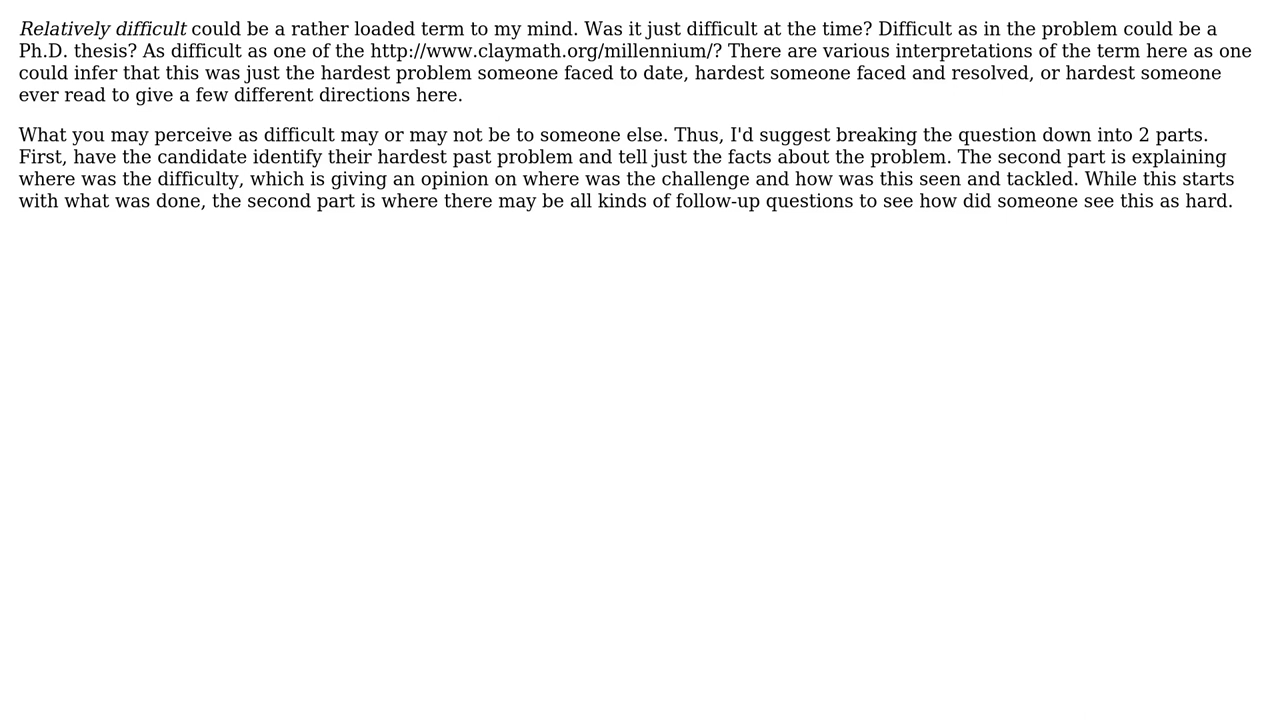 Relatively difficult could be a rather loaded term to my mind. Was it just difficult at the time? Difficult as in the problem could be a
Ph.D. thesis? As difficult as one of the http://www.claymath.org/millennium/? There are various interpretations of the term here as one
could infer that this was just the hardest problem someone faced to date, hardest someone faced and resolved, or hardest someone
ever read to give a few different directions here.
What you may perceive as difficult may or may not be to someone else. Thus, I'd suggest breaking the question down into 2 parts.
First, have the candidate identify their hardest past problem and tell just the facts about the problem. The second part is explaining
where was the difficulty, which is giving an opinion on where was the challenge and how was this seen and tackled. While this starts
with what was done, the second part is where there may be all kinds of follow-up questions to see how did someone see this as hard.